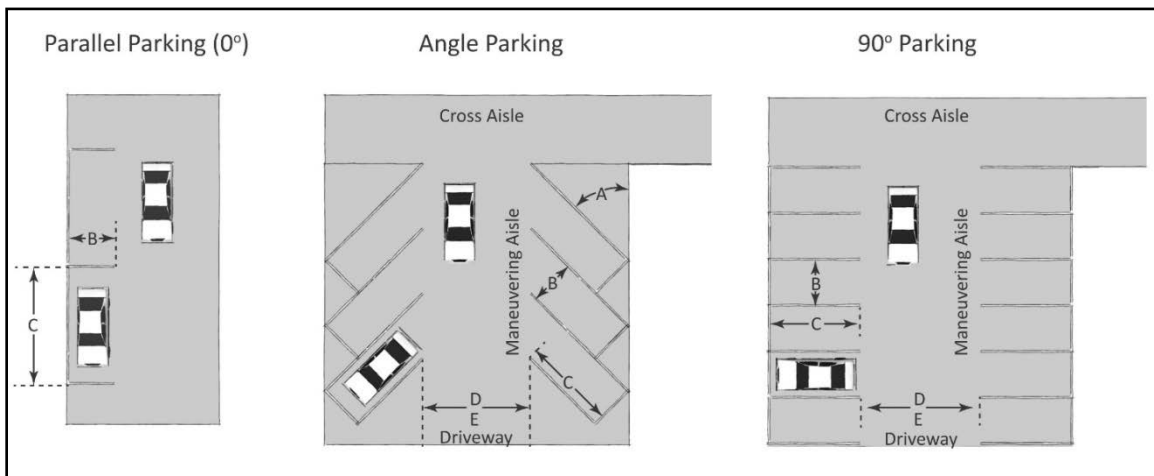 Parallel Parking (0°)
B
C
Angle Parking
Cross Aisle
A
Maneuvering Aisle
B
C
D
E
Driveway
90° Parking
Cross Aisle
Maneuvering Aisle
B
C
D
E
Driveway